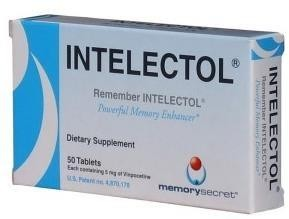 INTELECTOL®
Remember INTELECTOL®
Powerful Memory Enhancer®
Dietary Supplement
50 Tablets
Each containing 5 mg of Vinpocetine
U.S. Patent no. 4,870,178
memorysecret®
INTELECTOL®